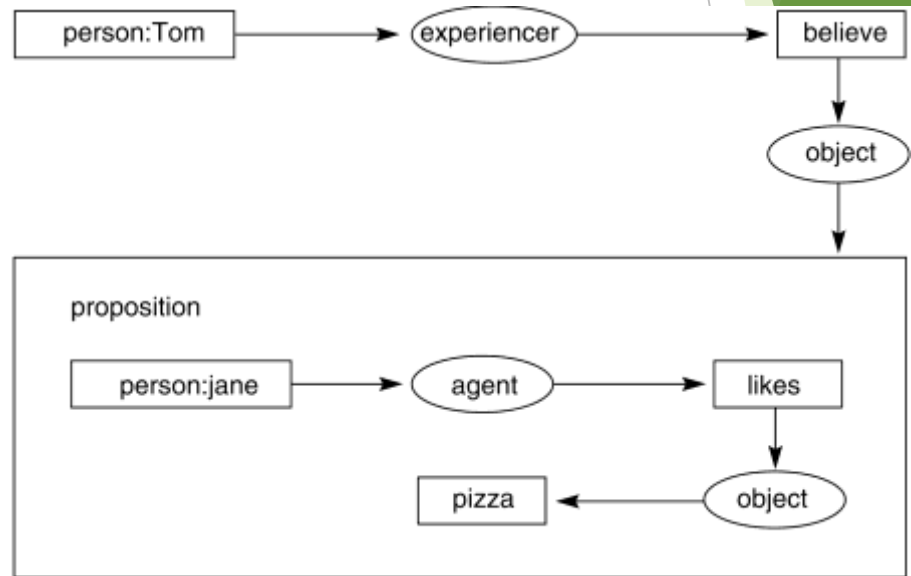 person:Tom
experiencer
believe
object
proposition
person:jane
agent
likes
pizza
object